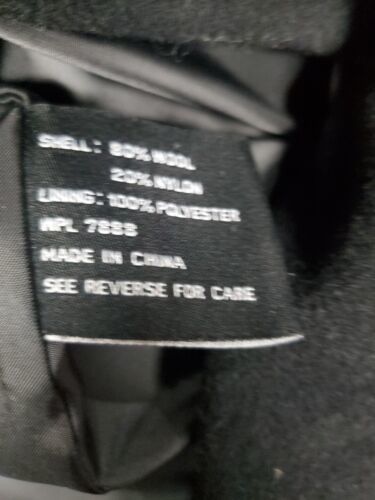 SHELL: 80% WOOL
20% NYLON
LINING: 100% POLYESTER
WPL 7888
MADE IN CHINA
SEE REVERSE FOR CARE